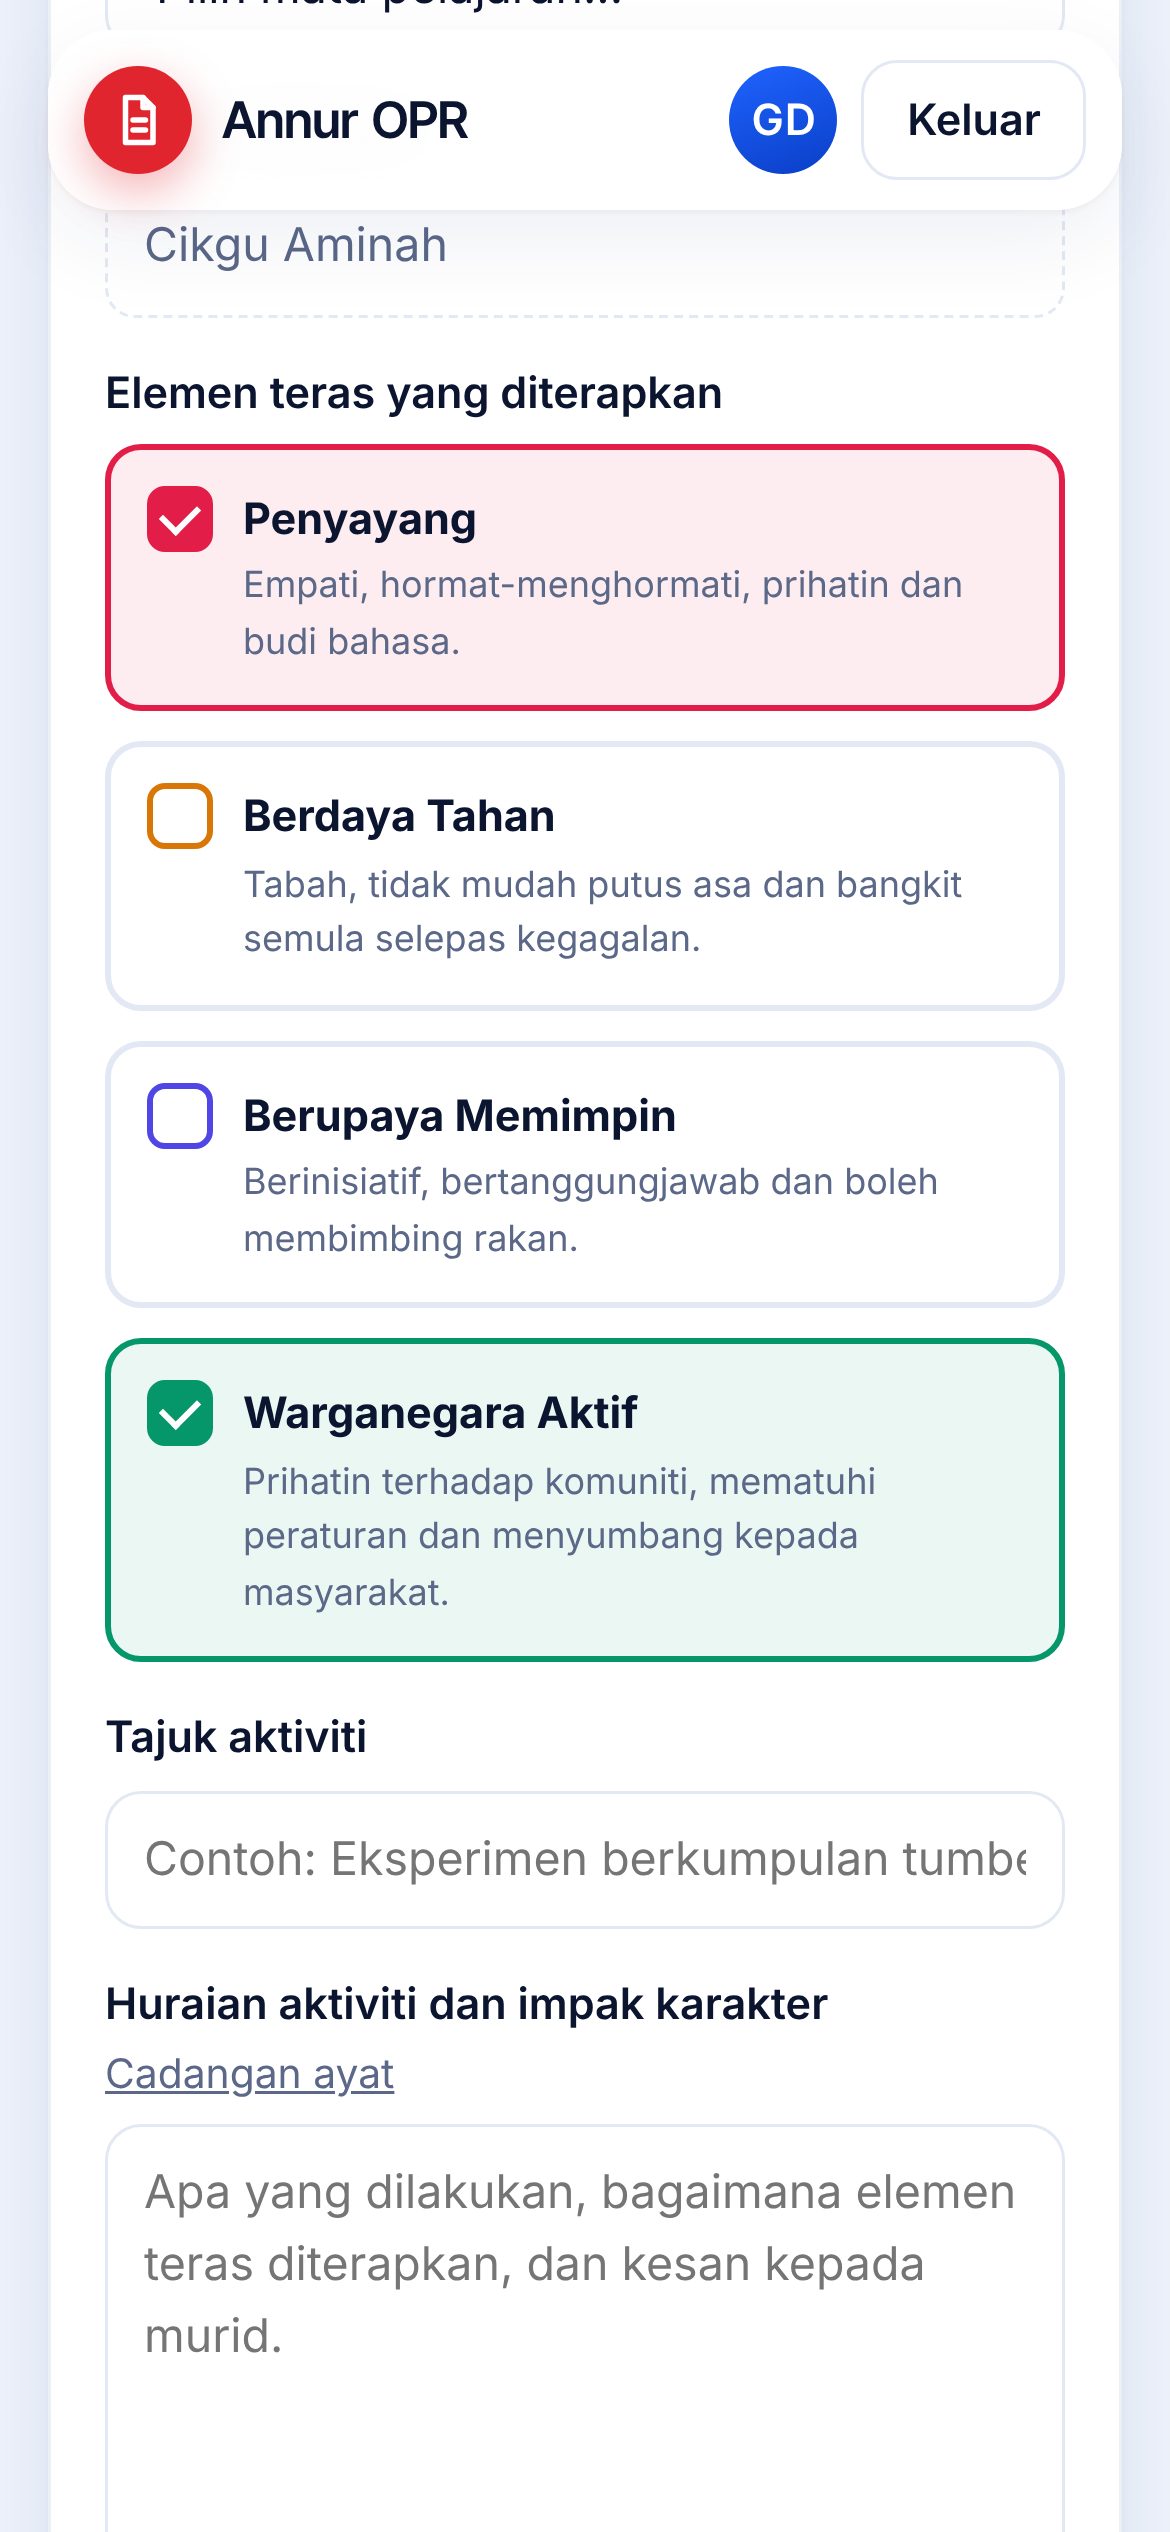 Annur OPR
GD
Keluar
Cikgu Aminah
Elemen teras yang diterapkan
Penyayang
Empati, hormat-menghormati, prihatin dan
budi bahasa.
Berdaya Tahan
Tabah, tidak mudah putus asa dan bangkit
semula selepas kegagalan.
Berupaya Memimpin
Berinisiatif, bertanggungjawab dan boleh
membimbing rakan.
Warganegara Aktif
Prihatin terhadap komuniti, mematuhi
peraturan dan menyumbang kepada
masyarakat.
Tajuk aktiviti
Contoh: Eksperimen berkumpulan
Huraian aktiviti dan impak karakter
Cadangan ayat
Apa yang dilakukan, bagaimana elemen
teras diterapkan, dan kesan kepada
murid.